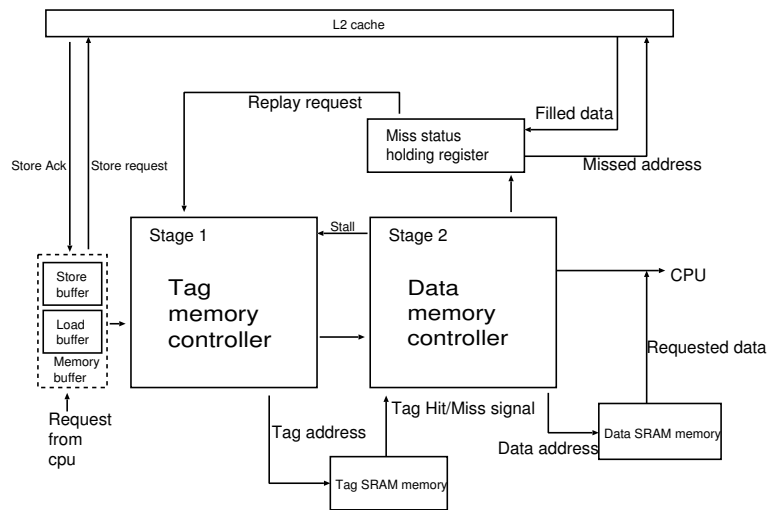 L2 cache
Replay request
Filled data
Miss status
holding register
Store Ack
Store request
Missed address
Stage 1
Stall
Stage 2
Tag
memory
controller
Data
memory
controller
CPU
Store
buffer
Load
buffer
Memory
buffer
Requested data
Request
from
cpu
Tag address
Tag Hit/Miss signal
Data address
Data SRAM memory
Tag SRAM memory